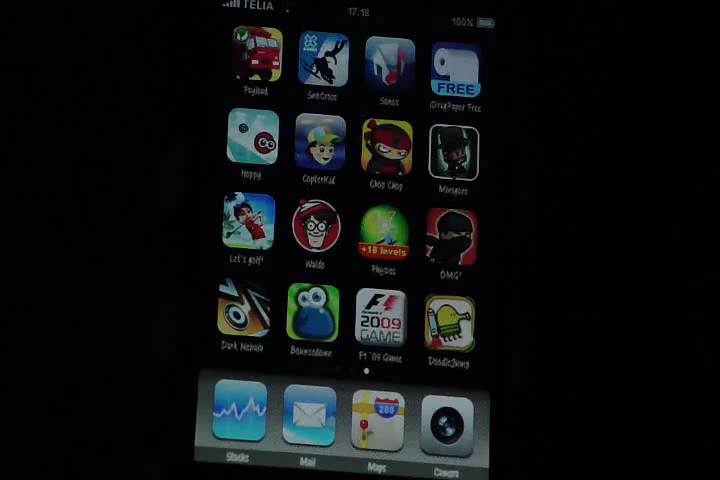 TELIA
17.18
100%
Payload
SnoCross
Sonos
FREE
iDragPaper Free
Hoppy
CopterKid
Chop Chop
Minigore
Let's golf!
Waldo
+18 levels
Physics
OMG!
Dark Nebula
Bouncedown
F1
2009
GAME
F1 '09 Game
DoodleJump
280
Stocks
Mail
Maps
Camera